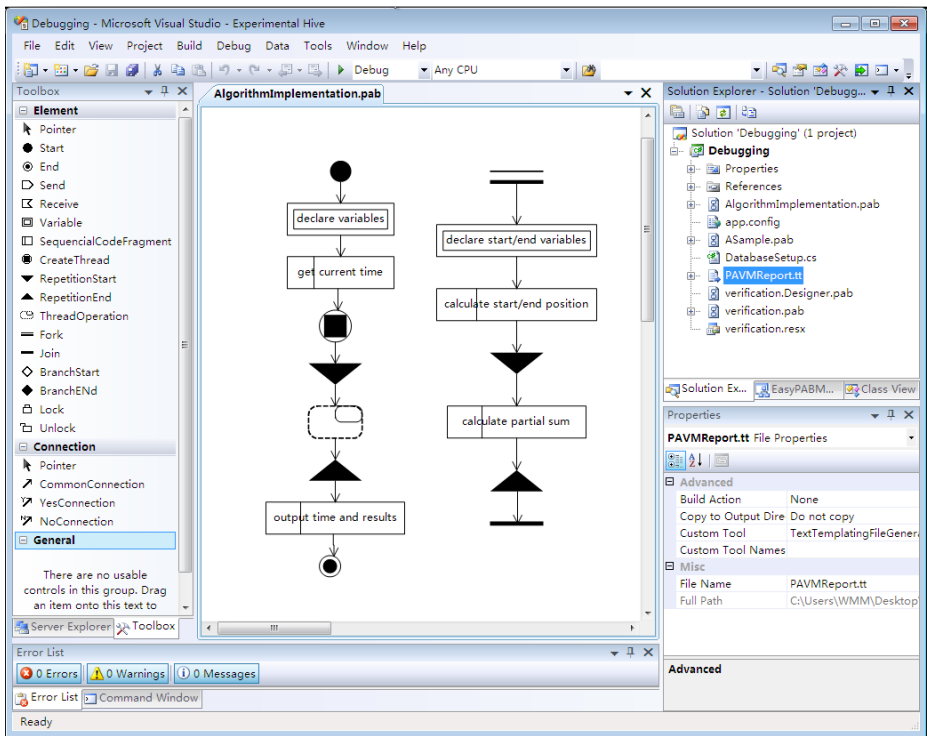 Debugging - Microsoft Visual Studio - Experimental Hive
File Edit View Project Build Debug Data Tools Window Help
Debug Any CPU
Toolbox
Element
Pointer
Start
End
Send
Receive
Variable
SequencialCodeFragment
CreateThread
RepetitionStart
RepetitionEnd
ThreadOperation
Fork
Join
BranchStart
BranchENd
Lock
Unlock
Connection
Pointer
CommonConnection
YesConnection
NoConnection
General
There are no usable
controls in this group. Drag
an item onto this text to
Server Explorer Toolbox
AlgorithmImplementation.pab
declare variables
get current time
output time and results
declare start/end variables
calculate start/end position
calculate partial sum
Solution Explorer - Solution 'Debugg...
Solution 'Debugging' (1 project)
Debugging
Properties
References
AlgorithmImplementation.pab
app.config
ASample.pab
DatabaseSetup.cs
PAVMReport.tt
verification.Designer.pab
verification.pab
verification.resx
Solution Ex... EasyPABM... Class View
Properties
PAVMReport.tt File Properties
Advanced
Build Action None
Copy to Output Dire Do not copy
Custom Tool TextTemplatingFileGenera
Custom Tool Names
Misc
File Name PAVMReport.tt
Full Path C:\Users\WMM\Desktop
Advanced
Error List
0 Errors 0 Warnings 0 Messages
Error List Command Window
Ready